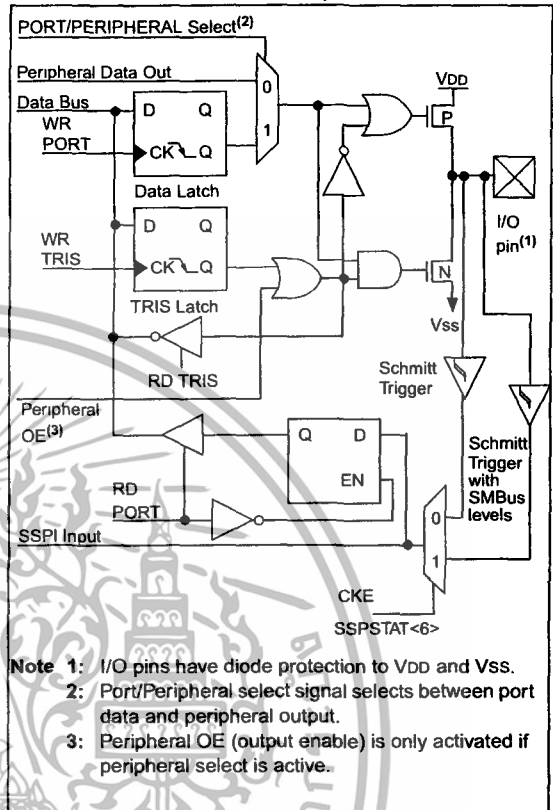 PORT/PERIPHERAL Select(2)
Peripheral Data Out
Data Bus
WR
PORT
D Q
CK Q
Data Latch
0
1
VDD
P
I/O
pin(1)
D Q
WR
TRIS
CK Q
TRIS Latch
N
Vss
RD TRIS
Schmitt
Trigger
Peripheral
OE(3)
Q D
EN
Schmitt
Trigger
with
SMBus
levels
RD
PORT
SSPI Input
0
1
CKE
SSPSTAT<6>
Note 1: I/O pins have diode protection to VDD and VSS.
2: Port/Peripheral select signal selects between port
data and peripheral output.
3: Peripheral OE (output enable) is only activated if
peripheral select is active.